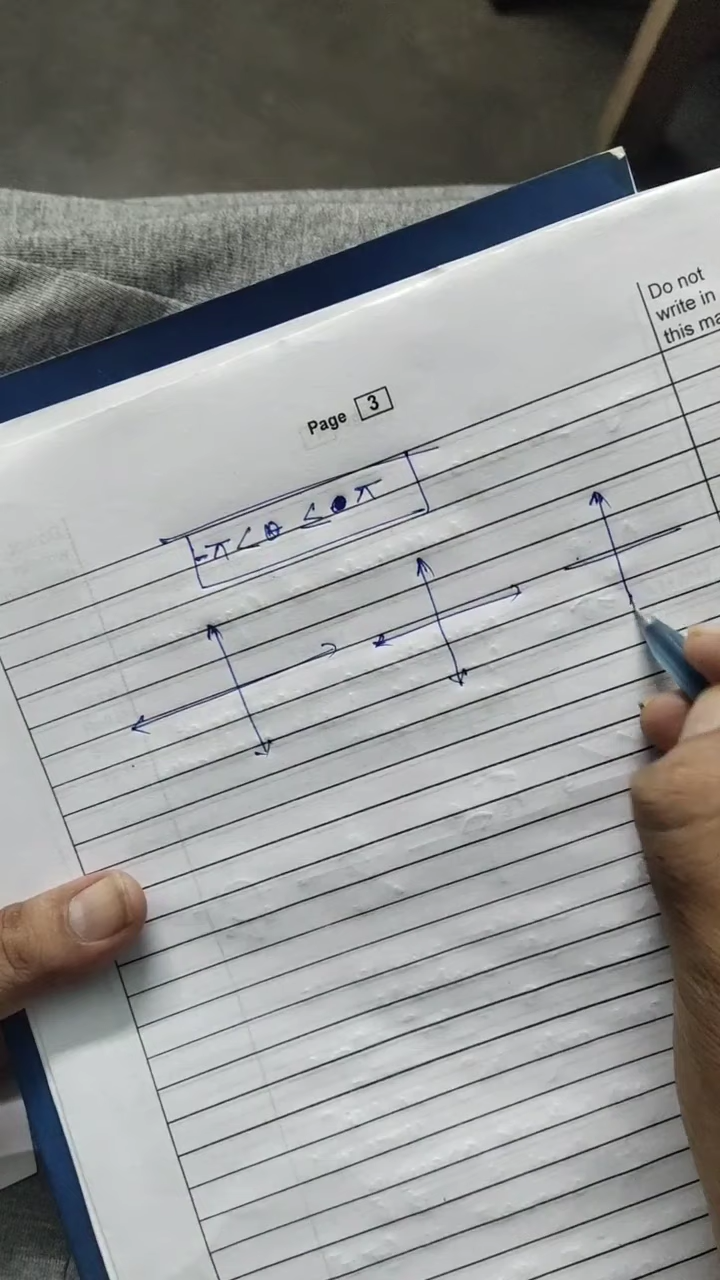 Do not
write in
this ma
Page 3
-π < θ ≤ π